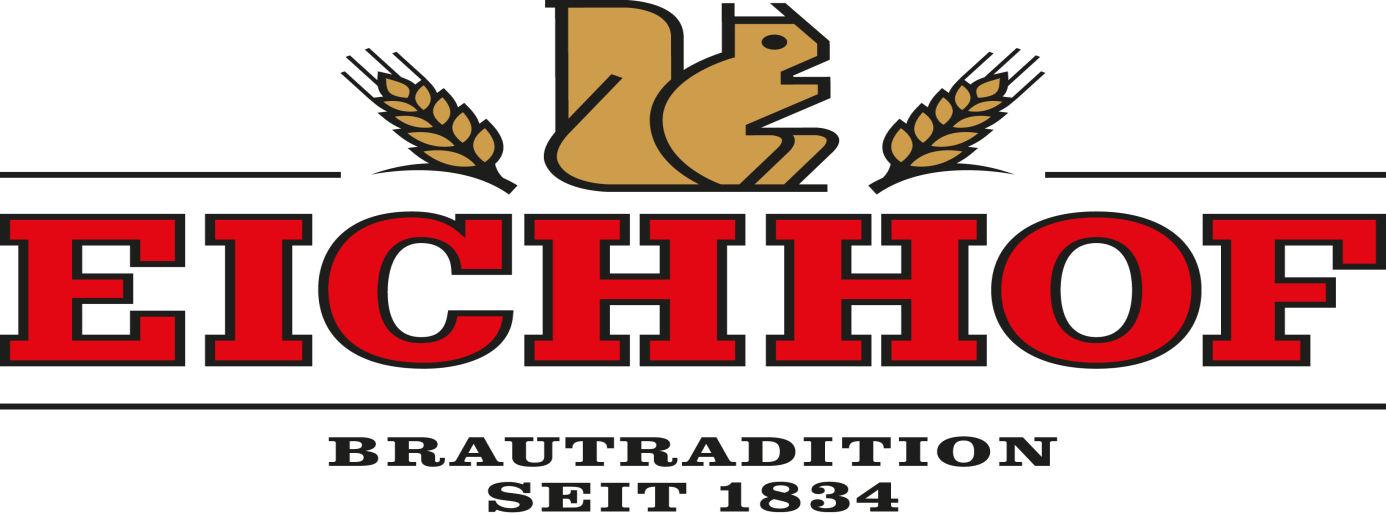 EICHHOF
BRAUTRADITION
SEIT 1834